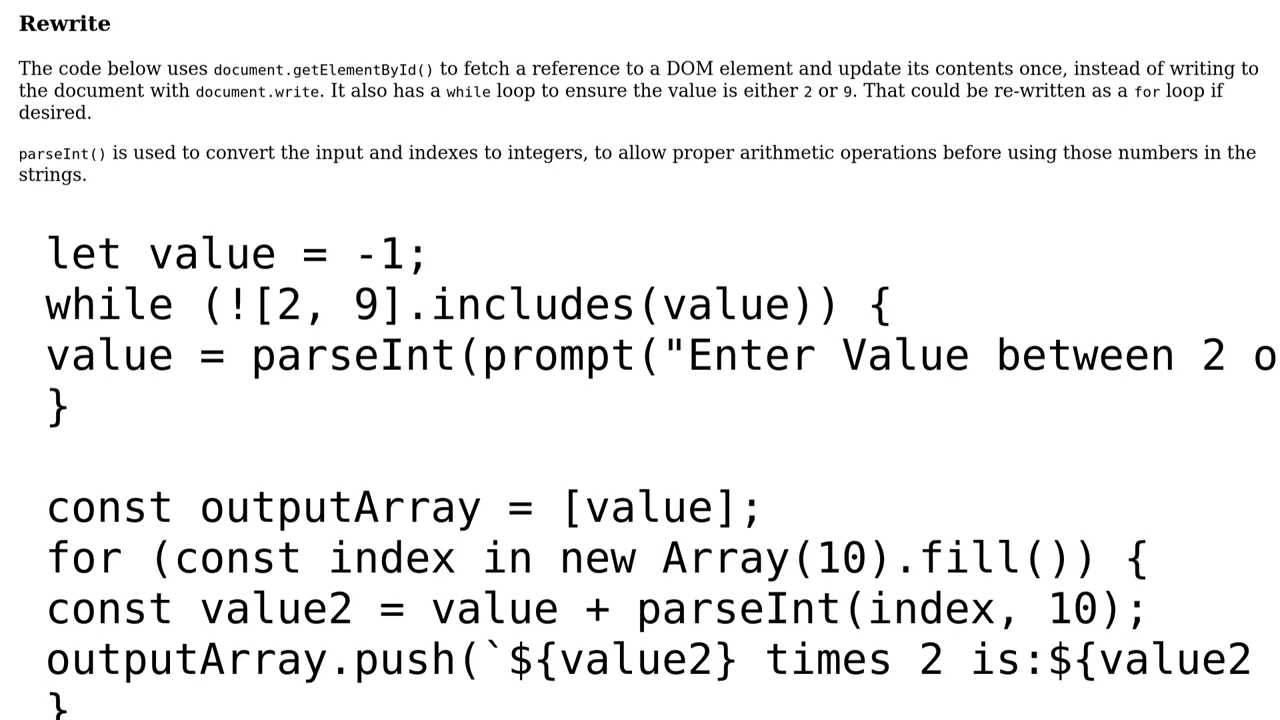 Rewrite
The code below uses document.getElementById() to fetch a reference to a DOM element and update its contents once, instead of writing to
the document with document.write. It also has a while loop to ensure the value is either 2 or 9. That could be re-written as a for loop if
desired.
parseInt() is used to convert the input and indexes to integers, to allow proper arithmetic operations before using those numbers in the
strings.
let value = -1;
while (![2, 9].includes(value)) {
value = parseInt(prompt("Enter Value between 2 o
}
const outputArray = [value];
for (const index in new Array(10).fill()) {
const value2 = value + parseInt(index, 10);
outputArray.push(`${value2} times 2 is:${value2
}